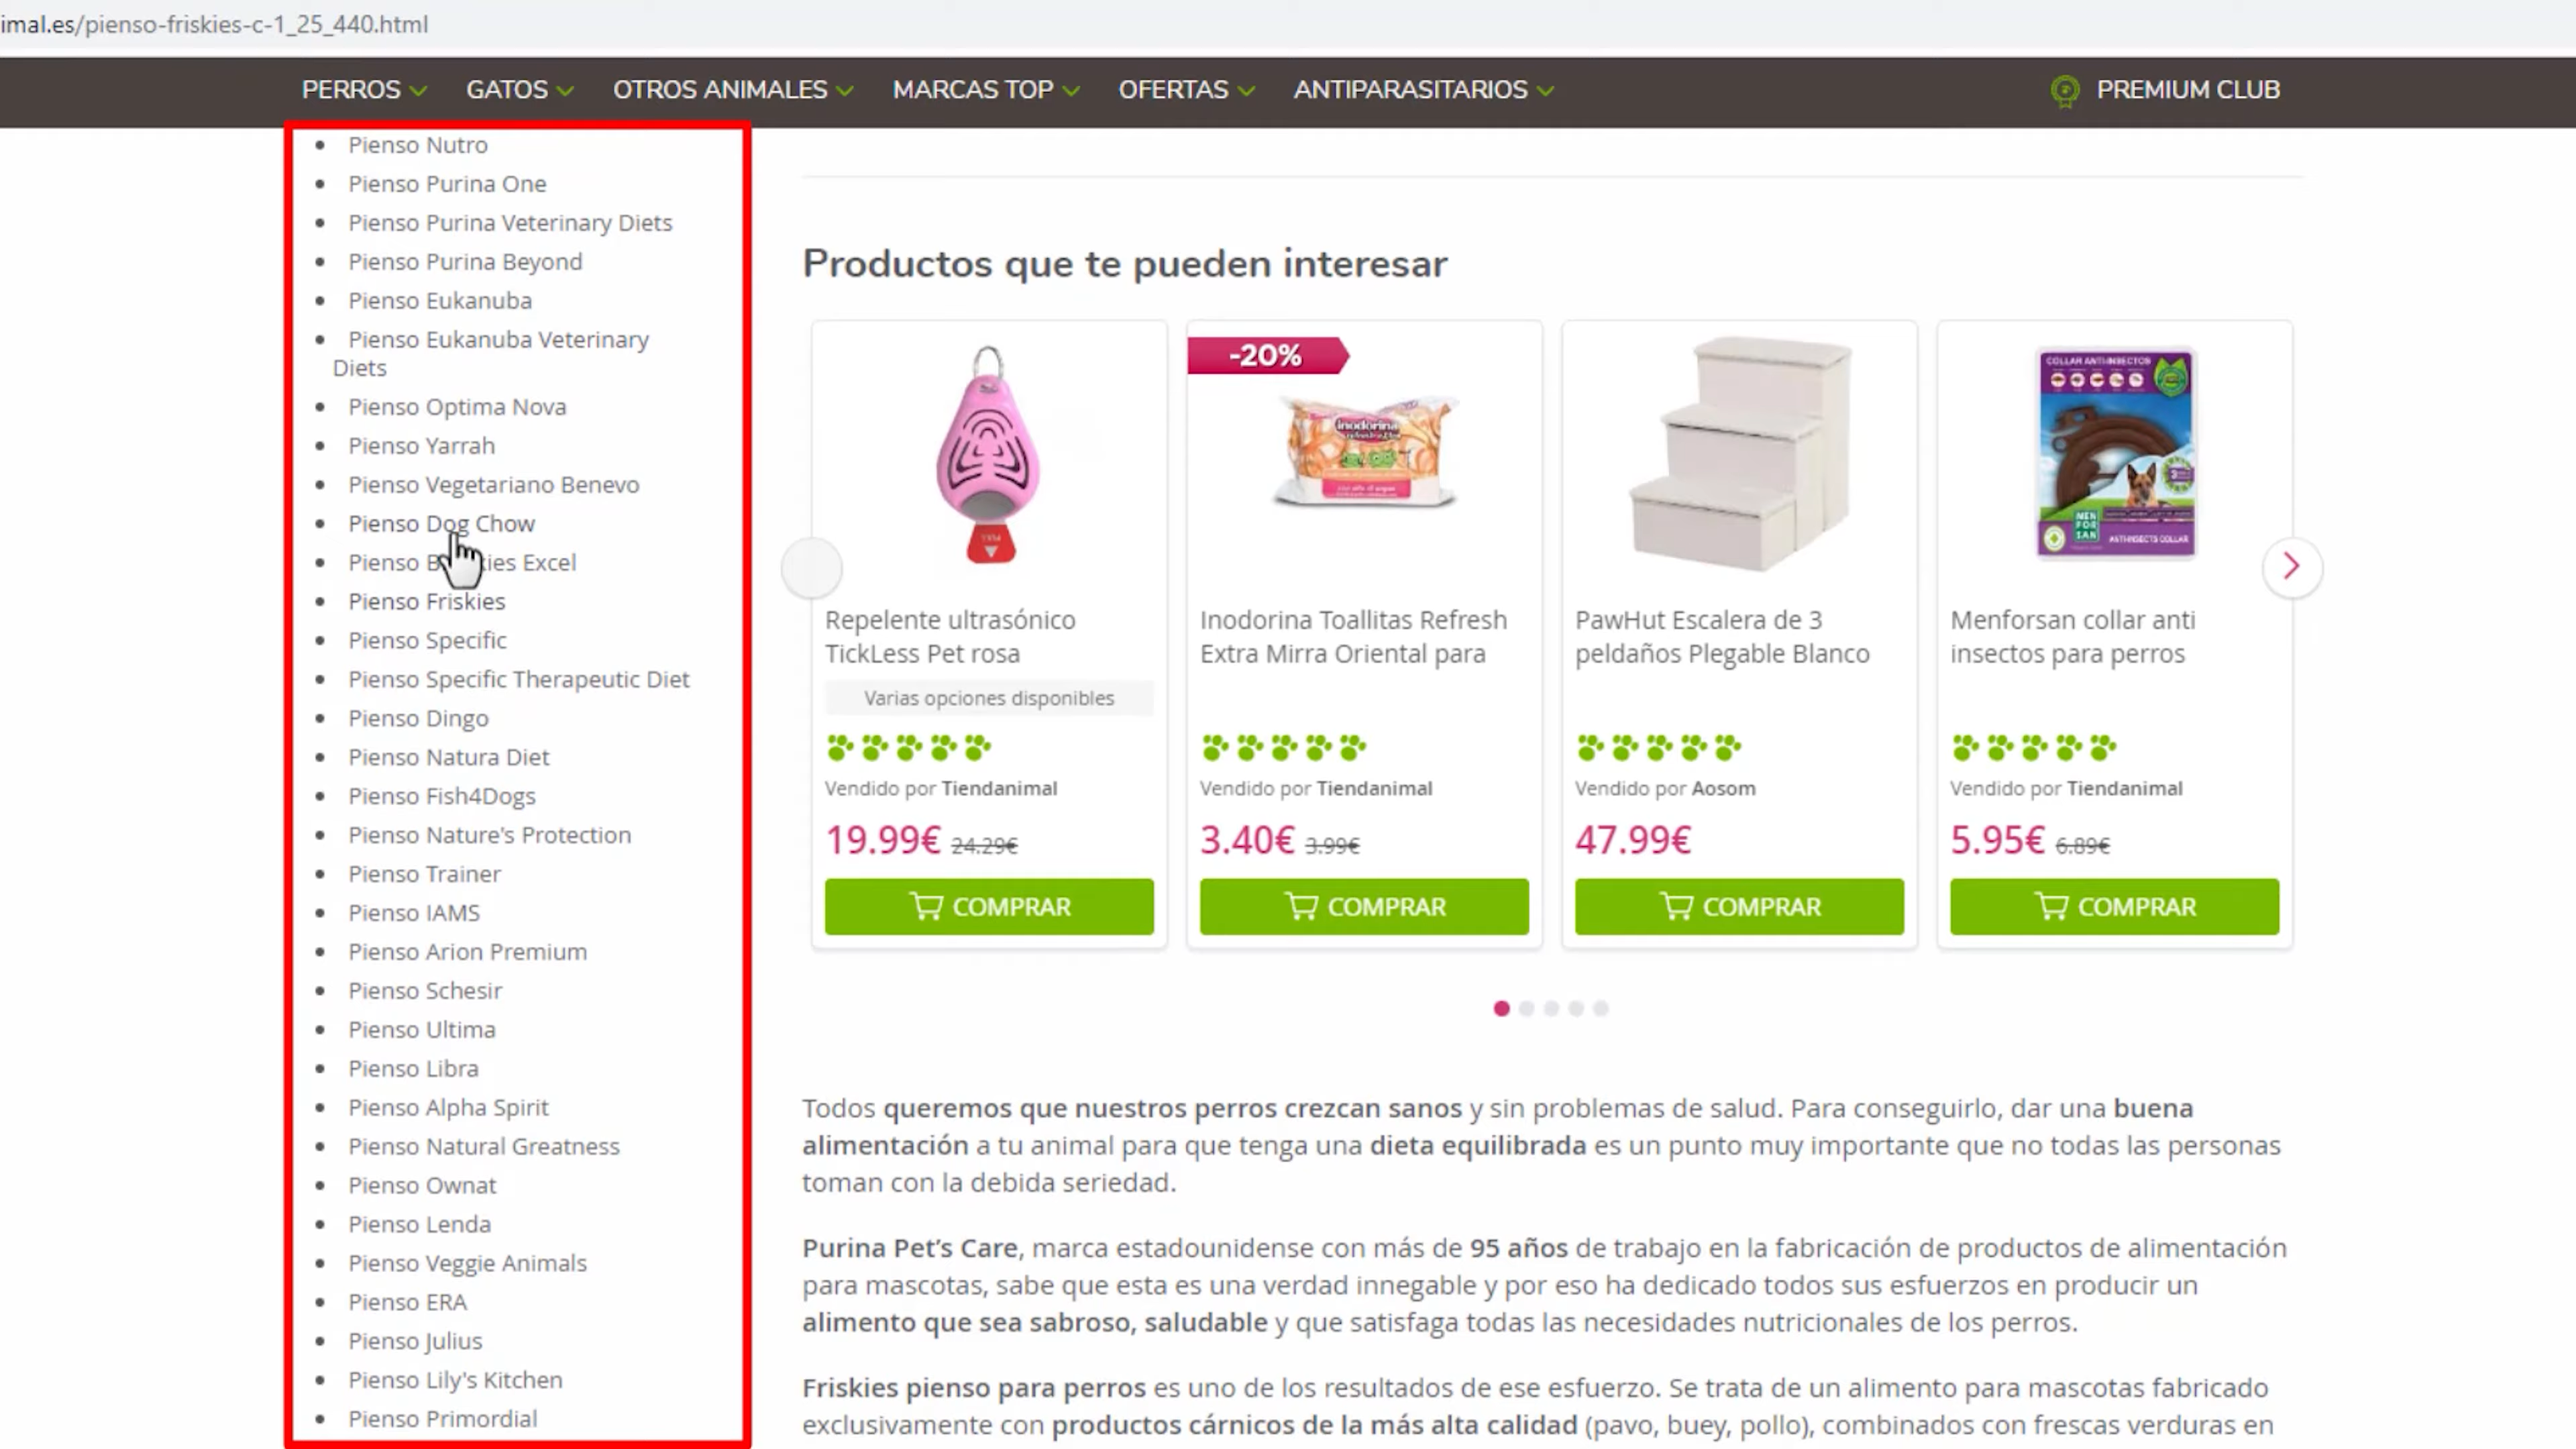 imal.es/pienso-friskies-c-1_25_440.html
PERROS GATOS OTROS ANIMALES MARCAS TOP OFERTAS ANTIPARASITARIOS PREMIUM CLUB
Pienso Nutro
Pienso Purina One
Pienso Purina Veterinary Diets
Pienso Purina Beyond
Pienso Eukanuba
Pienso Eukanuba Veterinary
Diets
Pienso Optima Nova
Pienso Yarrah
Pienso Vegetariano Benevo
Pienso Dog Chow
Pienso Excel
Pienso Friskies
Pienso Specific
Pienso Specific Therapeutic Diet
Pienso Dingo
Pienso Natura Diet
Pienso Fish4Dogs
Pienso Nature's Protection
Pienso Trainer
Pienso IAMS
Pienso Arion Premium
Pienso Schesir
Pienso Ultima
Pienso Libra
Pienso Alpha Spirit
Pienso Natural Greatness
Pienso Ownat
Pienso Lenda
Pienso Veggie Animals
Pienso ERA
Pienso Julius
Pienso Lily's Kitchen
Pienso Primordial
Productos que te pueden interesar
Repelente ultrasónico
TickLess Pet rosa
Varias opciones disponibles
Vendido por Tiendanimal
19.99€ 24.29€
COMPRAR
-20%
inodorina
Inodorina Toallitas Refresh
Extra Mirra Oriental para
Vendido por Tiendanimal
3.40€ 3.99€
COMPRAR
PawHut Escalera de 3
peldaños Plegable Blanco
Vendido por Aosom
47.99€
COMPRAR
COLLAR ANTI-INSECTOS
MEN
FOR
SAN
ANTI-INSECTS COLLAR
Menforsan collar anti
insectos para perros
Vendido por Tiendanimal
5.95€ 6.89€
COMPRAR
Todos queremos que nuestros perros crezcan sanos y sin problemas de salud. Para conseguirlo, dar una buena
alimentación a tu animal para que tenga una dieta equilibrada es un punto muy importante que no todas las personas
toman con la debida seriedad.
Purina Pet’s Care, marca estadounidense con más de 95 años de trabajo en la fabricación de productos de alimentación
para mascotas, sabe que esta es una verdad innegable y por eso ha dedicado todos sus esfuerzos en producir un
alimento que sea sabroso, saludable y que satisfaga todas las necesidades nutricionales de los perros.
Friskies pienso para perros es uno de los resultados de ese esfuerzo. Se trata de un alimento para mascotas fabricado
exclusivamente con productos cárnicos de la más alta calidad (pavo, buey, pollo), combinados con frescas verduras en